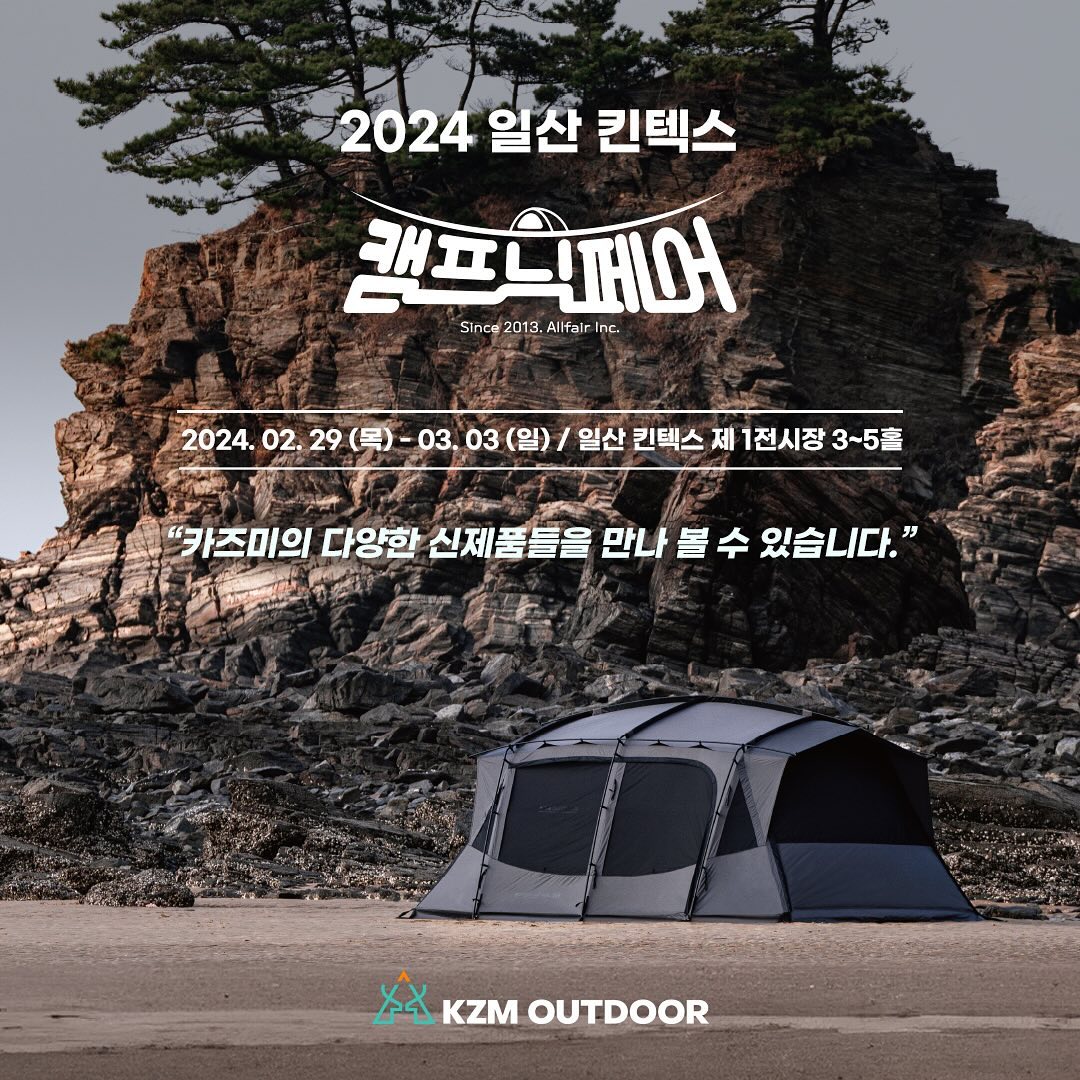 2024 일산 킨텍스
캠프닉페어
Since 2013. Allfair Inc.
2024. 02. 29 (목) - 03. 03 (일) / 일산 킨텍스 제 1전시장 3~5홀
“카즈미의 다양한 신제품들을 만나 볼 수 있습니다.”
KZM OUTDOOR